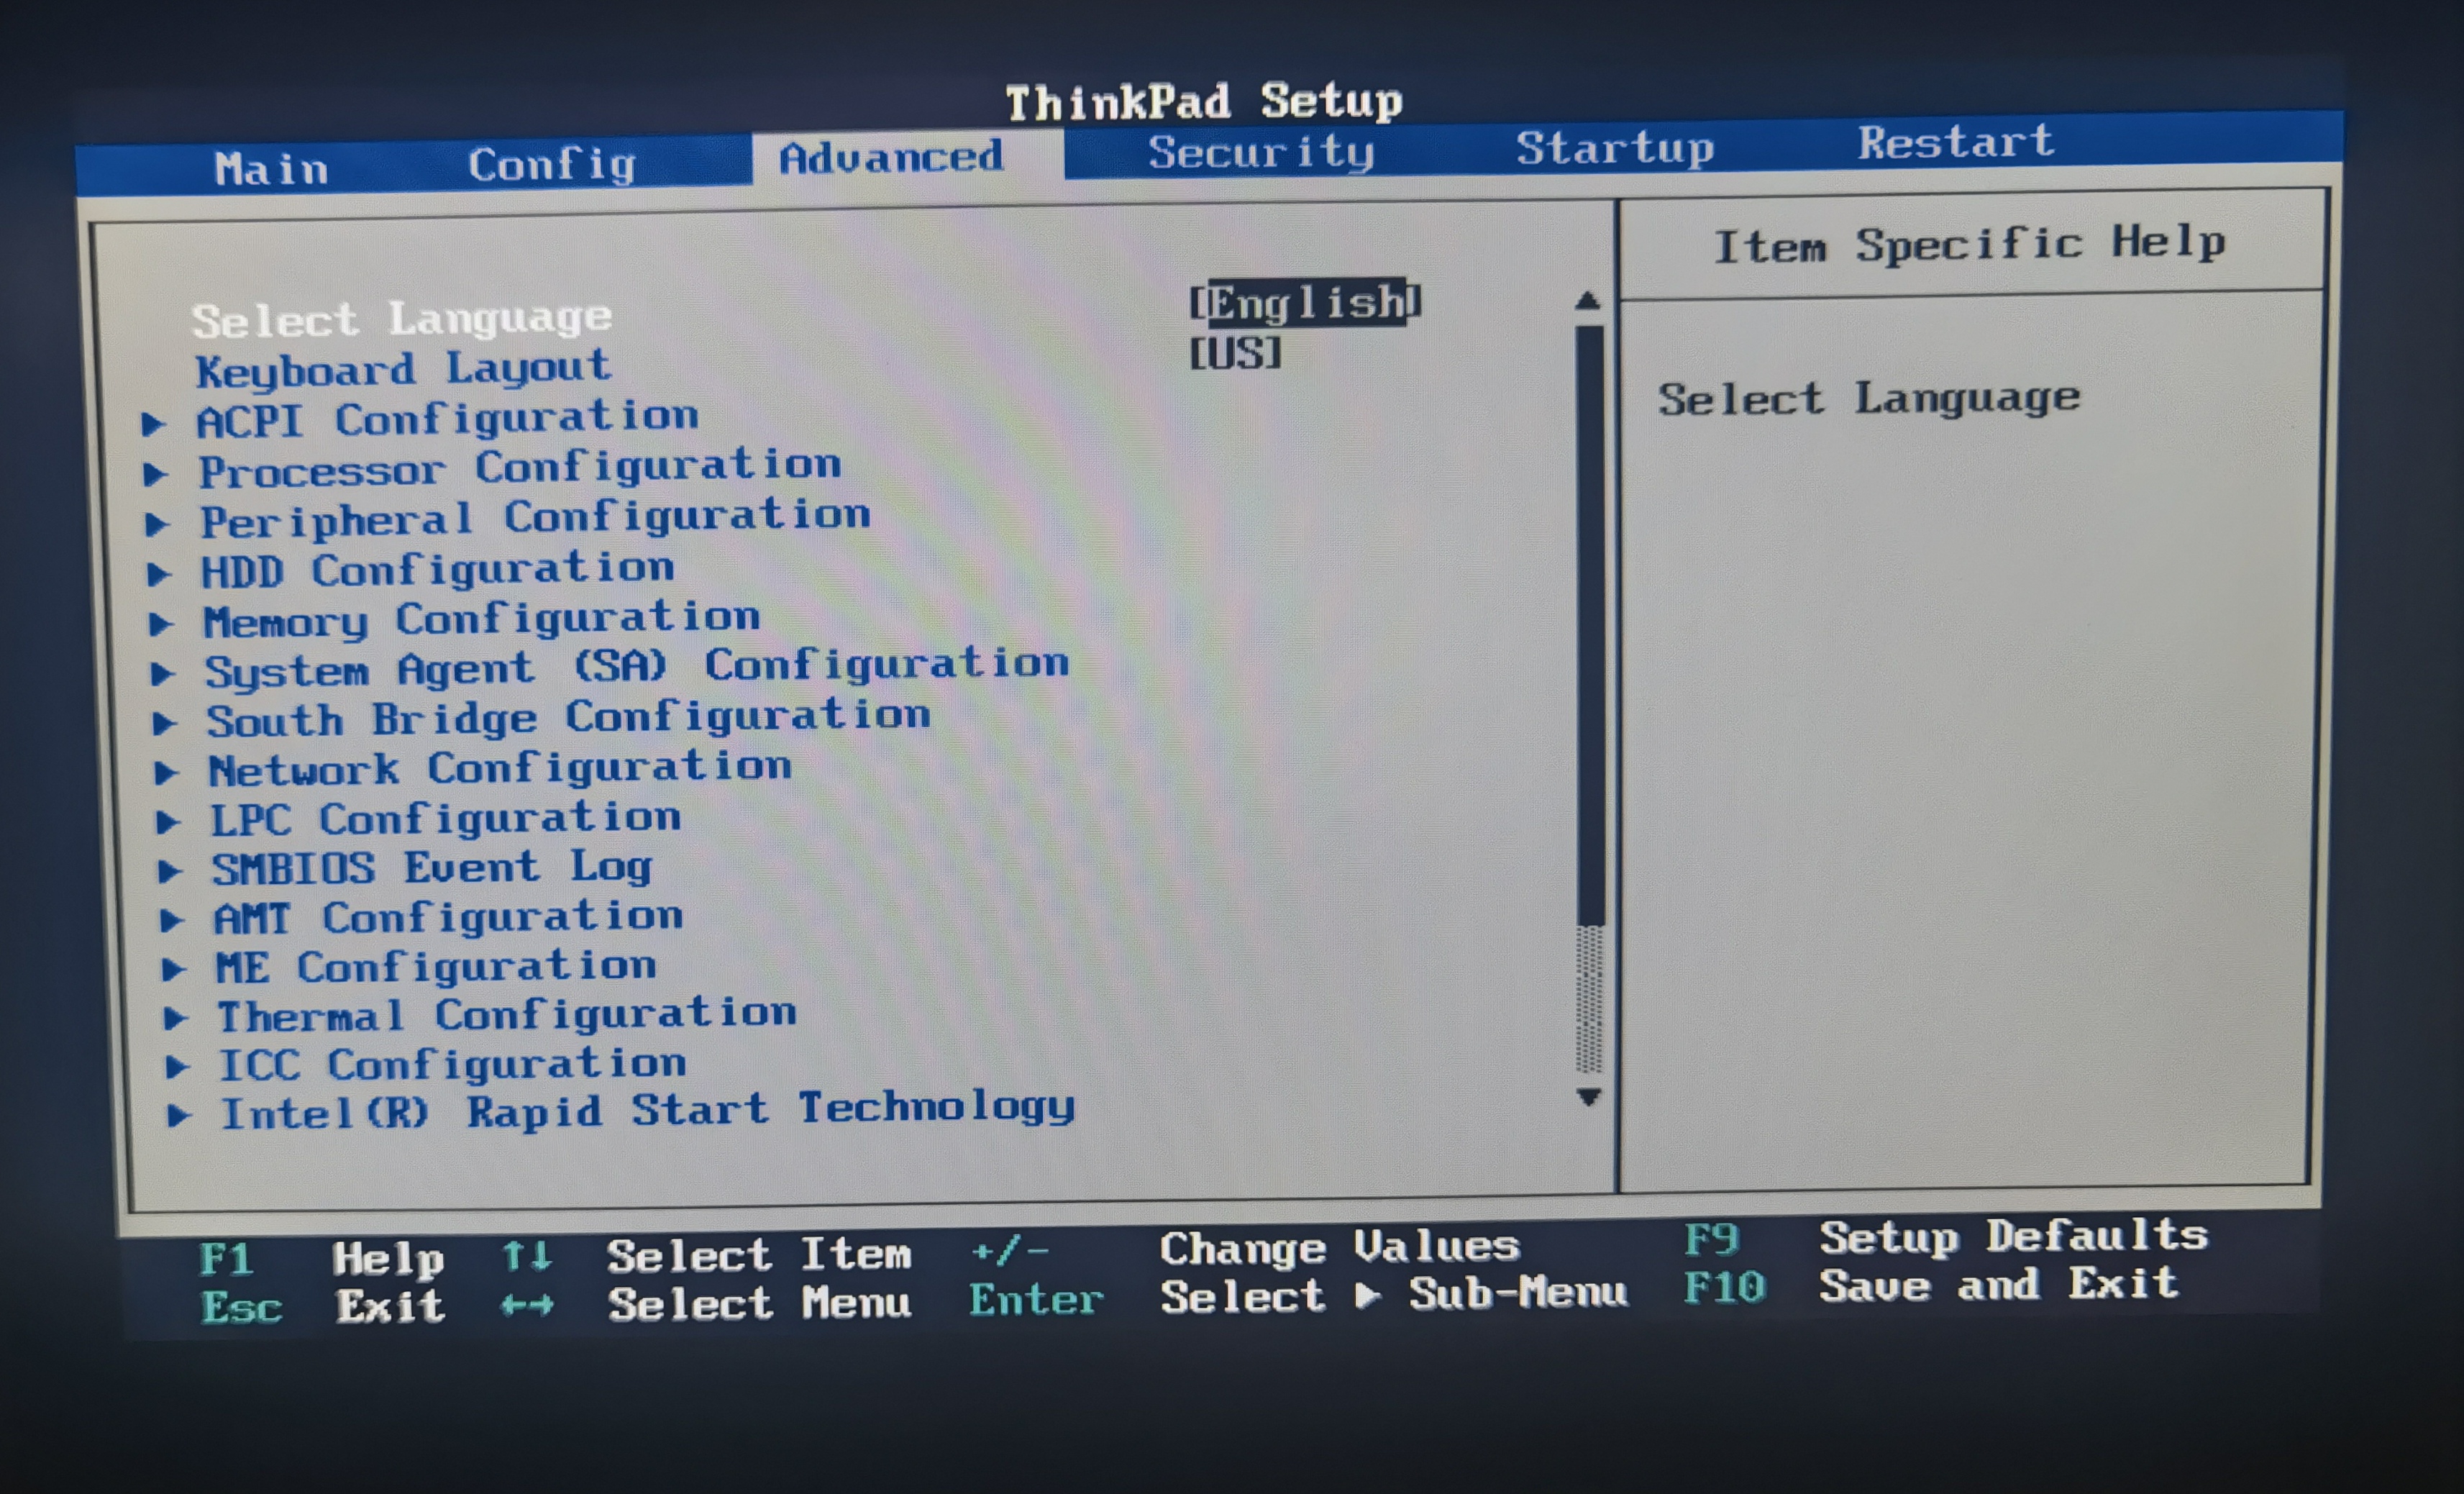 ThinkPad Setup
Main Config Advanced Security Startup Restart
Item Specific Help
Select Language [English]
Keyboard Layout [US]
Select Language
▶ ACPI Configuration
▶ Processor Configuration
▶ Peripheral Configuration
▶ HDD Configuration
▶ Memory Configuration
▶ System Agent (SA) Configuration
▶ South Bridge Configuration
▶ Network Configuration
▶ LPC Configuration
▶ SMBIOS Event Log
▶ AMT Configuration
▶ ME Configuration
▶ Thermal Configuration
▶ ICC Configuration
▶ Intel(R) Rapid Start Technology
F1 Help ↑↓ Select Item +/- Change Values F9 Setup Defaults
Esc Exit ←→ Select Menu Enter Select ▶ Sub-Menu F10 Save and Exit